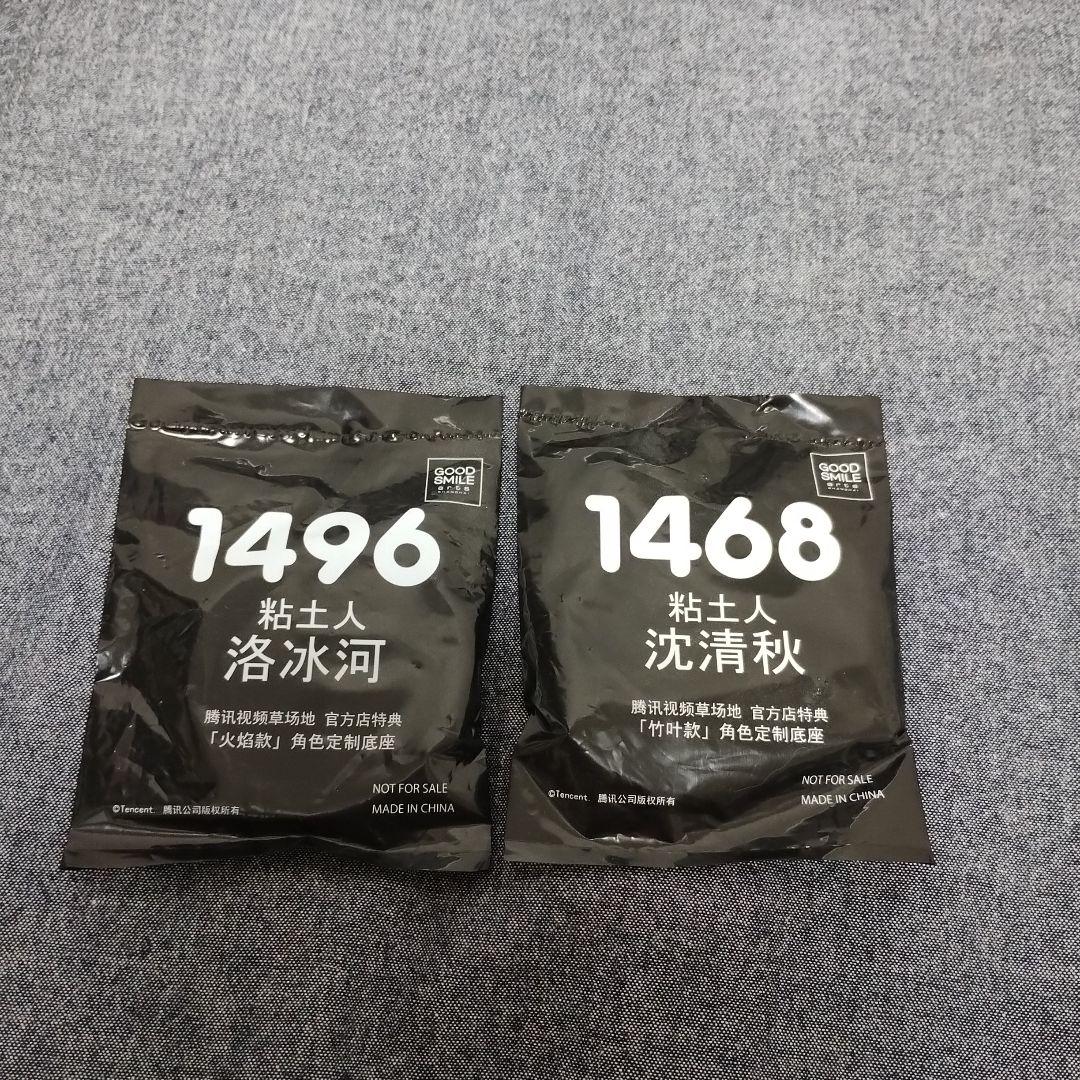 GOOD
SMILE
arts
SHANGHAI
1496
粘土人
洛冰河
腾讯视频草场地 官方店特典
「火焰款」角色定制底座
NOT FOR SALE
©Tencent. 腾讯公司版权所有
MADE IN CHINA
GOOD
SMILE
arts
SHANGHAI
1468
粘土人
沈清秋
腾讯视频草场地 官方店特典
「竹叶款」角色定制底座
NOT FOR SALE
©Tencent. 腾讯公司版权所有
MADE IN CHINA